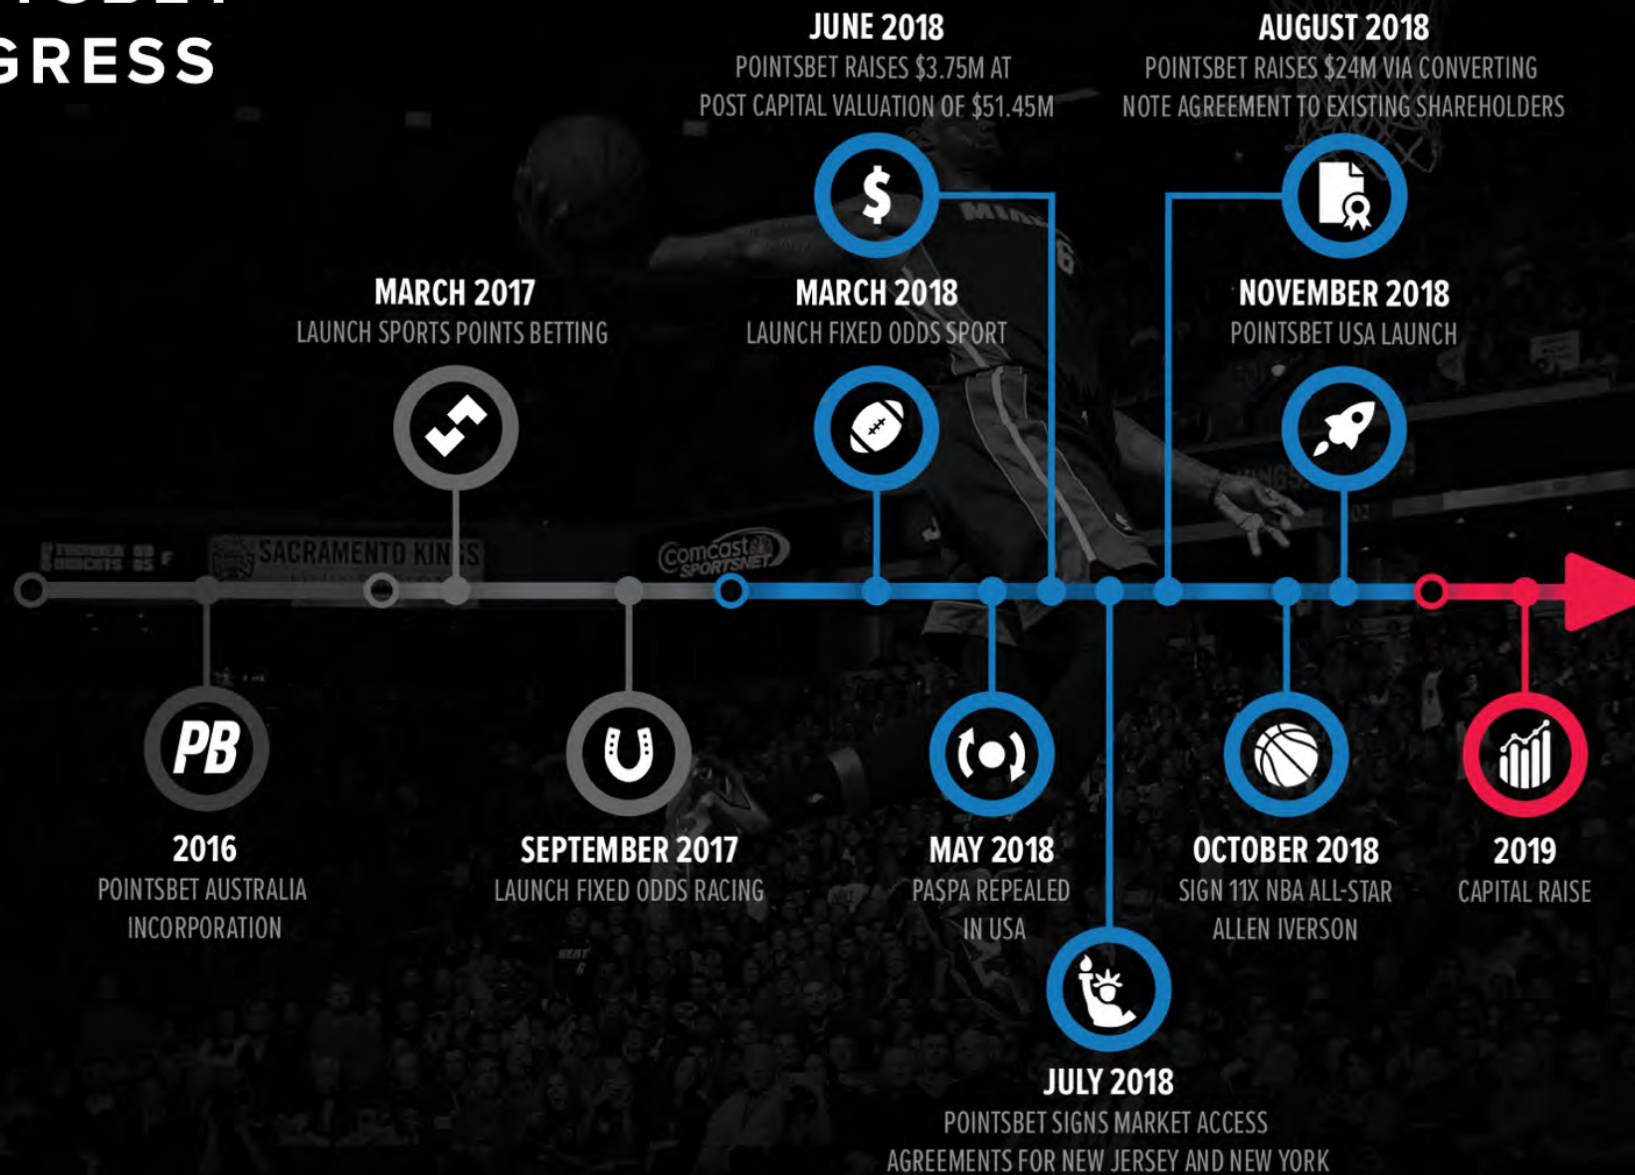 GRESS
JUNE 2018
POINTSBET RAISES $3.75M AT
POST CAPITAL VALUATION OF $51.45M
AUGUST 2018
POINTSBET RAISES $24M VIA CONVERTING
NOTE AGREEMENT TO EXISTING SHAREHOLDERS
$
MARCH 2017
LAUNCH SPORTS POINTS BETTING
MARCH 2018
LAUNCH FIXED ODDS SPORT
NOVEMBER 2018
POINTSBET USA LAUNCH
6
SACRAMENTO KINGS
Comcast
SPORTSNET
PB
2016
POINTSBET AUSTRALIA
INCORPORATION
SEPTEMBER 2017
LAUNCH FIXED ODDS RACING
MAY 2018
PASPA REPEALED
IN USA
OCTOBER 2018
SIGN 11X NBA ALL-STAR
ALLEN IVERSON
2019
CAPITAL RAISE
HEAT
6
JULY 2018
POINTSBET SIGNS MARKET ACCESS
AGREEMENTS FOR NEW JERSEY AND NEW YORK